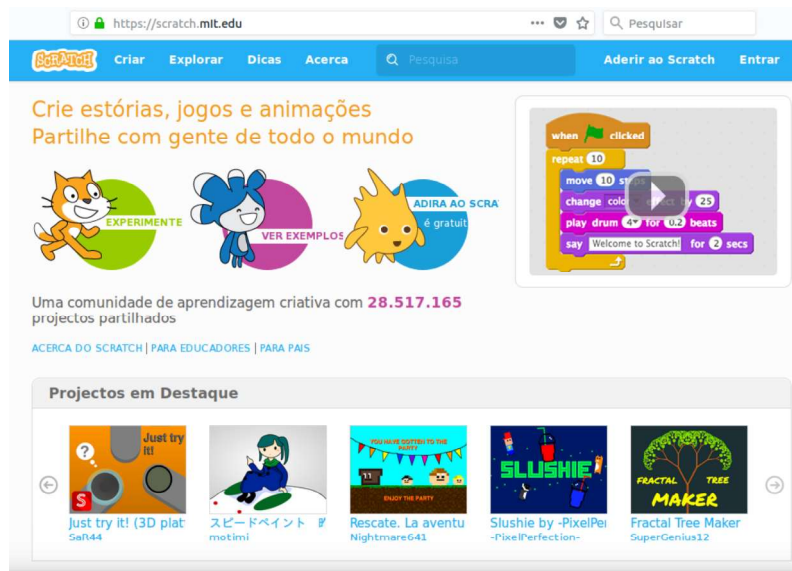 https://scratch.mit.edu
Pesquisar
SCRATCH Criar Explorar Dicas Acerca Pesquisa Aderir ao Scratch Entrar
Crie estórias, jogos e animações
Partilhe com gente de todo o mundo
EXPERIMENTE
VER EXEMPLOS
ADIRA AO SCRA
é gratuit
when clicked
repeat 10
move 10 steps
change color effect by 25
play drum 4 for 0.2 beats
say Welcome to Scratch! for 2 secs
Uma comunidade de aprendizagem criativa com 28.517.165
projectos partilhados
ACERCA DO SCRATCH | PARA EDUCADORES | PARA PAIS
Projectos em Destaque
Just try it!
?
S
YOU HAVE GOTTEN TO THE PARTY
ENJOY THE PARTY
SLUSHIE
FRACTAL TREE
MAKER
Just try it! (3D plat
スピードペイント
Rescate. La aventu
Slushie by -PixelPer
Fractal Tree Maker
motimi
Nightmare641
-PixelPerfection-
SuperGenius12